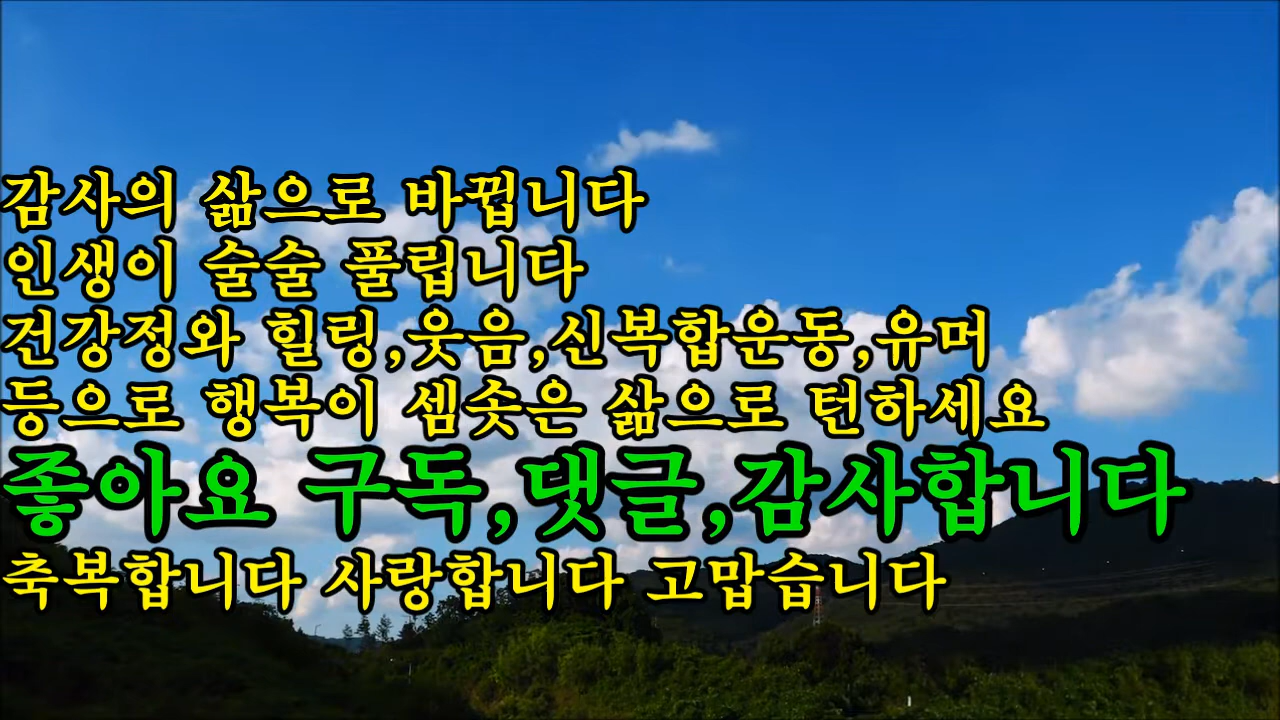 감사의 삶으로 바뀝니다
인생이 술술 풀립니다
건강정와 힐링,웃음,신복합운동,유머
등으로 행복이 셈솟은 삶으로 턴하세요
좋아요 구독,댓글,감사합니다
축복합니다 사랑합니다 고맙습니다